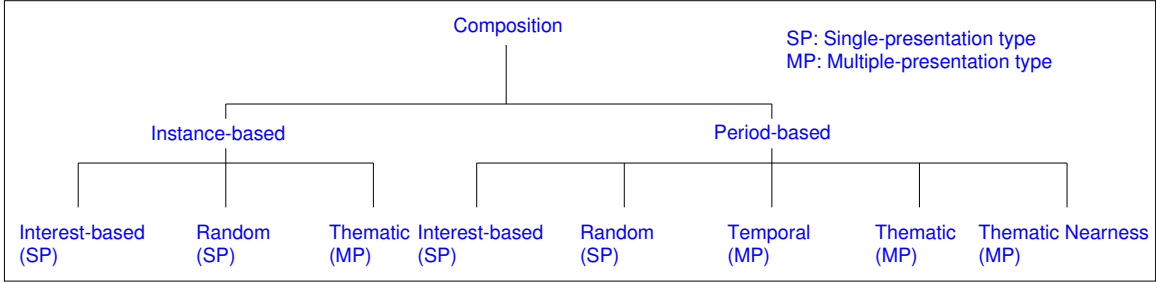 Composition
SP: Single-presentation type
MP: Multiple-presentation type
Instance-based
Period-based
Interest-based
(SP)
Random
(SP)
Thematic
(MP)
Interest-based
(SP)
Random
(SP)
Temporal
(MP)
Thematic
(MP)
Thematic Nearness
(MP)